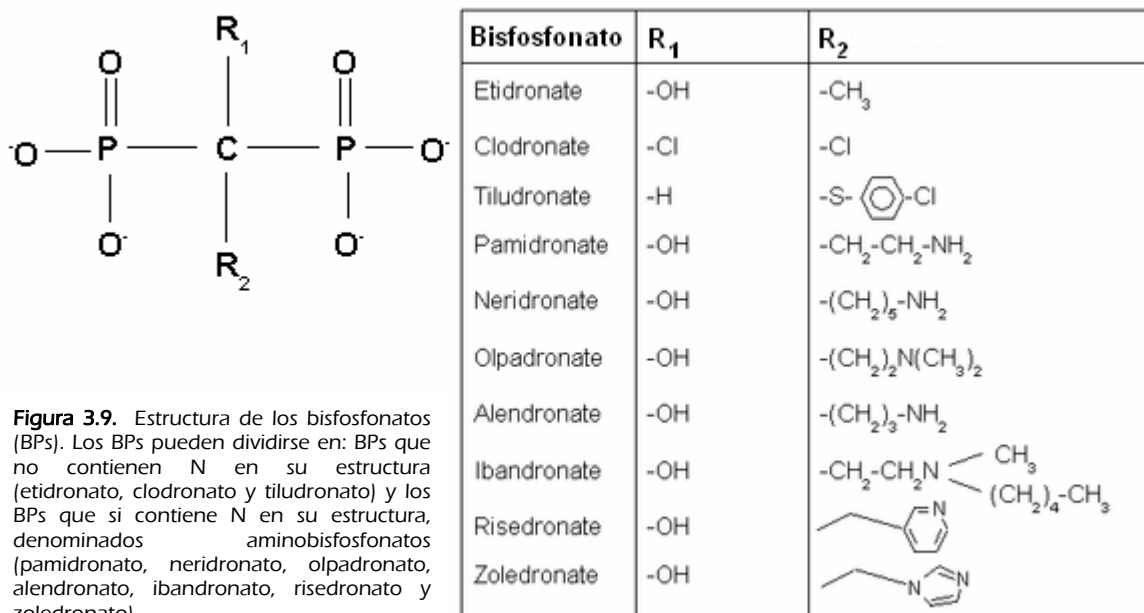 R₁
O O
⁻O P C P O⁻
O⁻ O⁻
R₂
Figura 3.9. Estructura de los bisfosfonatos
(BPs). Los BPs pueden dividirse en: BPs que
no contienen N en su estructura
(etidronato, clodronato y tiludronato) y los
BPs que si contiene N en su estructura,
denominados aminobisfosfonatos
(pamidronato, neridronato, olpadronato,
alendronato, ibandronato, risedronato y
zoledronato)
Bisfosfonato R₁ R₂
Etidronate -OH -CH₃
Clodronate -Cl -Cl
Tiludronate -H -S- -Cl
Pamidronate -OH -CH₂-CH₂-NH₂
Neridronate -OH -(CH₂)₅-NH₂
Olpadronate -OH -(CH₂)₂N(CH₃)₂
Alendronate -OH -(CH₂)₃-NH₂
Ibandronate -OH -CH₂-CH₂N CH₃
(CH₂)₄-CH₃
Risedronate -OH N
Zoledronate -OH N N